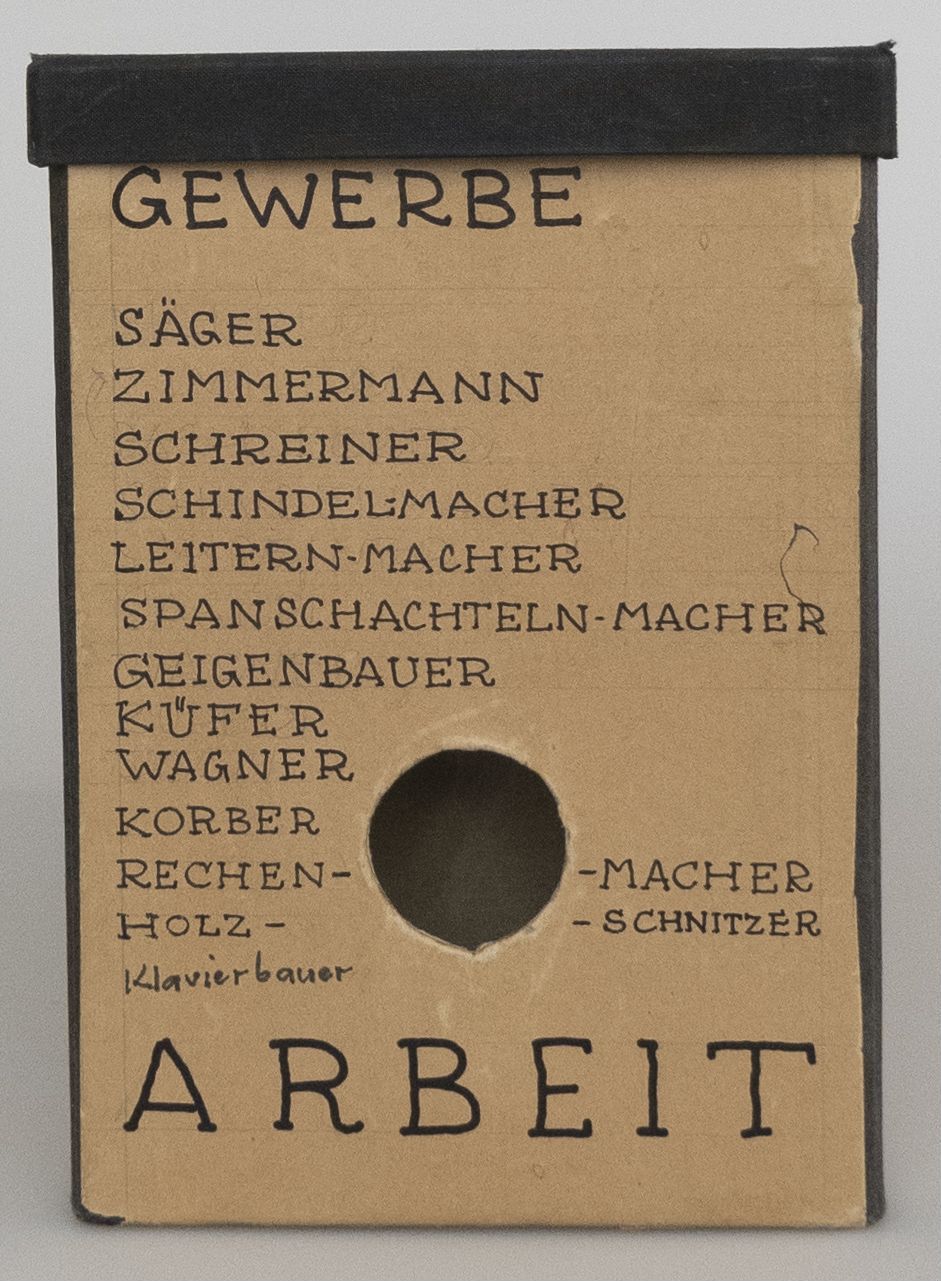 GEWERBE
SÄGER
ZIMMERMANN
SCHREINER
SCHINDEL-MACHER
LEITERN-MACHER
SPANSCHACHTELN-MACHER
GEIGENBAUER
KÜFER
WAGNER
KORBER
RECHEN- -MACHER
HOLZ- -SCHNITZER
Klavierbauer
ARBEIT